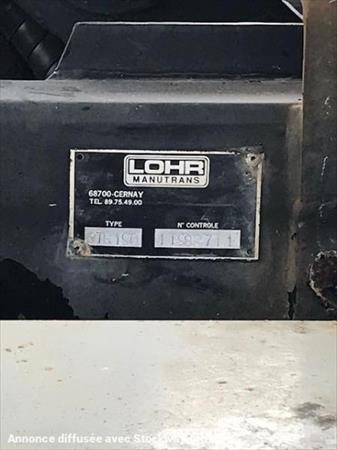 LOHR
MANUTRANS
68700-CERNAY
TEL. 89.75.49.00
TYPE N° CONTROLE
Annonce diffusée avec